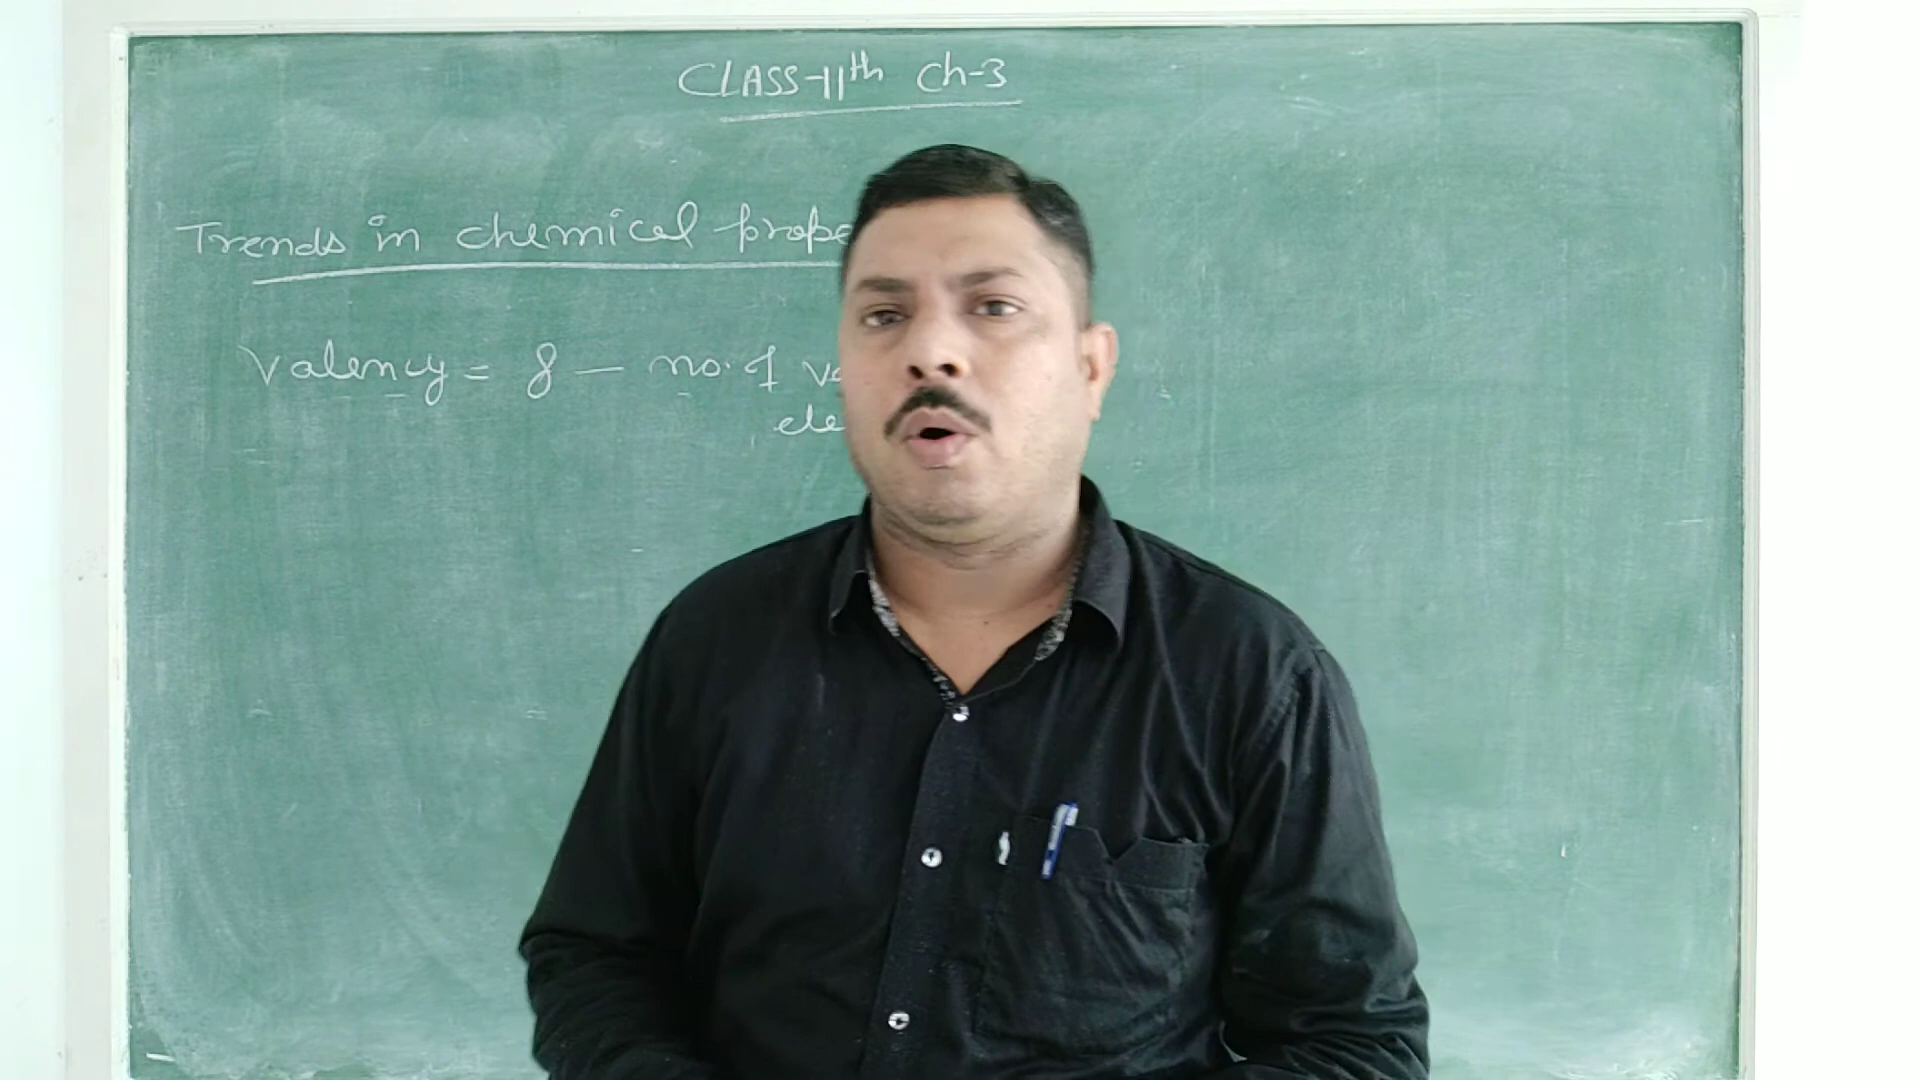 CLASS-11th Ch-3
Trends in chemical prope
Valency = 8 - no. of va
ele